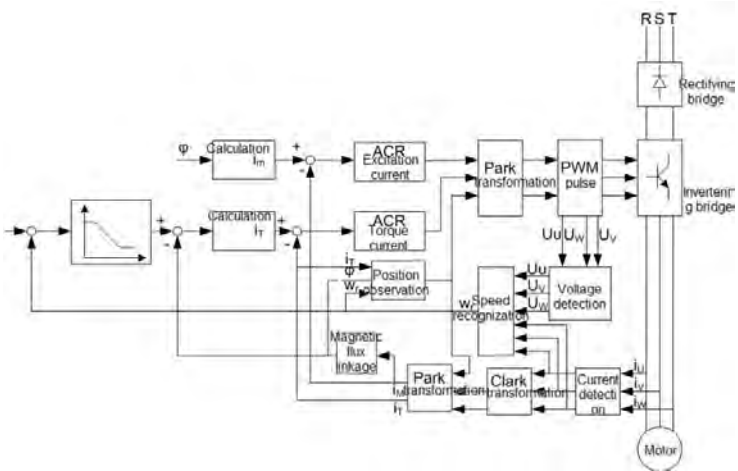 R S T
Rectifying
bridge
φ
Calculation
im
+
-
ACR
Excitation
current
Park
transformation
PWM
pulse
Invertering
g bridges
+
-
Calculation
iT
+
-
ACR
Torque
current
Uu Uw Uv
iT
φ
wr
Position
observation
wr
Speed
recognization
Uu
Uv
Uw
Voltage
detection
Magnetic
flux
linkage
iM
iT
Park
transformation
Clark
transformation
Current
detecti
on
iu
iv
iw
Motor